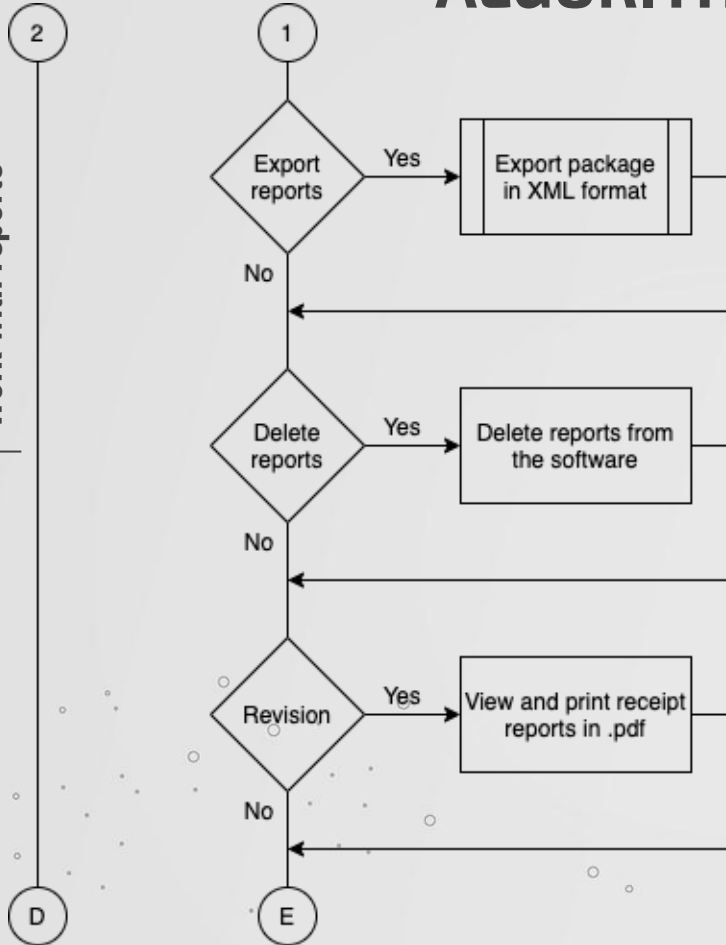 2
1
Export
reports
Yes
Export package
in XML format
No
Delete
reports
Yes
Delete reports from
the software
No
Revision
Yes
View and print receipt
reports in .pdf
No
D
E